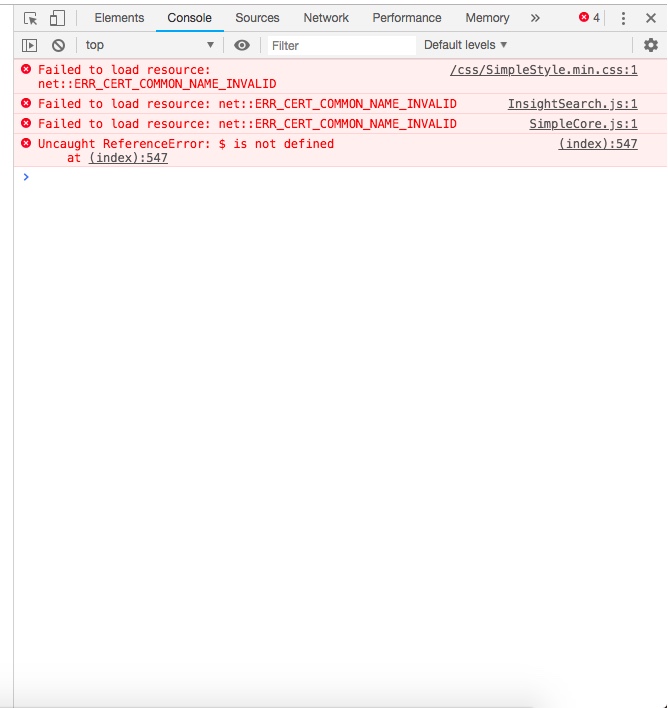 Elements Console Sources Network Performance Memory » 4
top ▼ Filter Default levels ▼
Failed to load resource: /css/SimpleStyle.min.css:1
net::ERR_CERT_COMMON_NAME_INVALID
Failed to load resource: net::ERR_CERT_COMMON_NAME_INVALID InsightSearch.js:1
Failed to load resource: net::ERR_CERT_COMMON_NAME_INVALID SimpleCore.js:1
Uncaught ReferenceError: $ is not defined (index):547
at (index):547